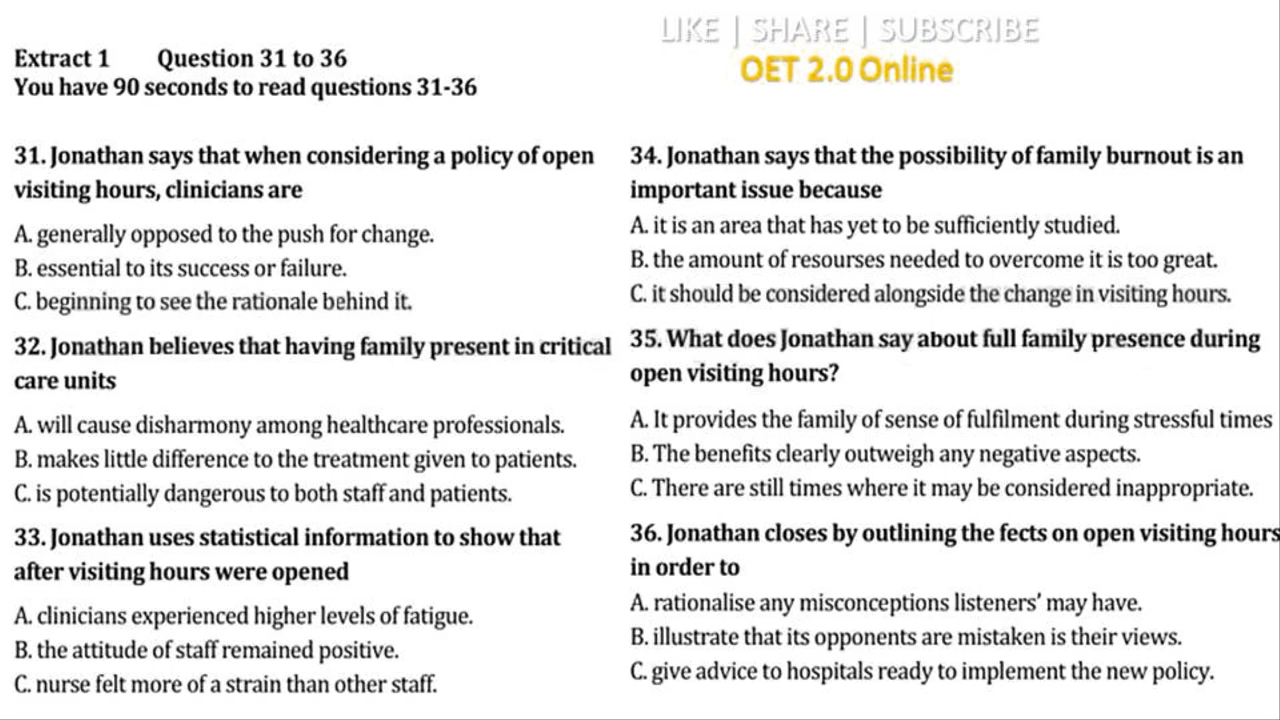 LIKE | SHARE | SUBSCRIBE
OET 2.0 Online
Extract 1 Question 31 to 36
You have 90 seconds to read questions 31-36
31. Jonathan says that when considering a policy of open
visiting hours, clinicians are
A. generally opposed to the push for change.
B. essential to its success or failure.
C. beginning to see the rationale behind it.
32. Jonathan believes that having family present in critical
care units
A. will cause disharmony among healthcare professionals.
B. makes little difference to the treatment given to patients.
C. is potentially dangerous to both staff and patients.
33. Jonathan uses statistical information to show that
after visiting hours were opened
A. clinicians experienced higher levels of fatigue.
B. the attitude of staff remained positive.
C. nurse felt more of a strain than other staff.
34. Jonathan says that the possibility of family burnout is an
important issue because
A. it is an area that has yet to be sufficiently studied.
B. the amount of resourses needed to overcome it is too great.
C. it should be considered alongside the change in visiting hours.
35. What does Jonathan say about full family presence during
open visiting hours?
A. It provides the family of sense of fulfilment during stressful times
B. The benefits clearly outweigh any negative aspects.
C. There are still times where it may be considered inappropriate.
36. Jonathan closes by outlining the fects on open visiting hours
in order to
A. rationalise any misconceptions listeners' may have.
B. illustrate that its opponents are mistaken is their views.
C. give advice to hospitals ready to implement the new policy.